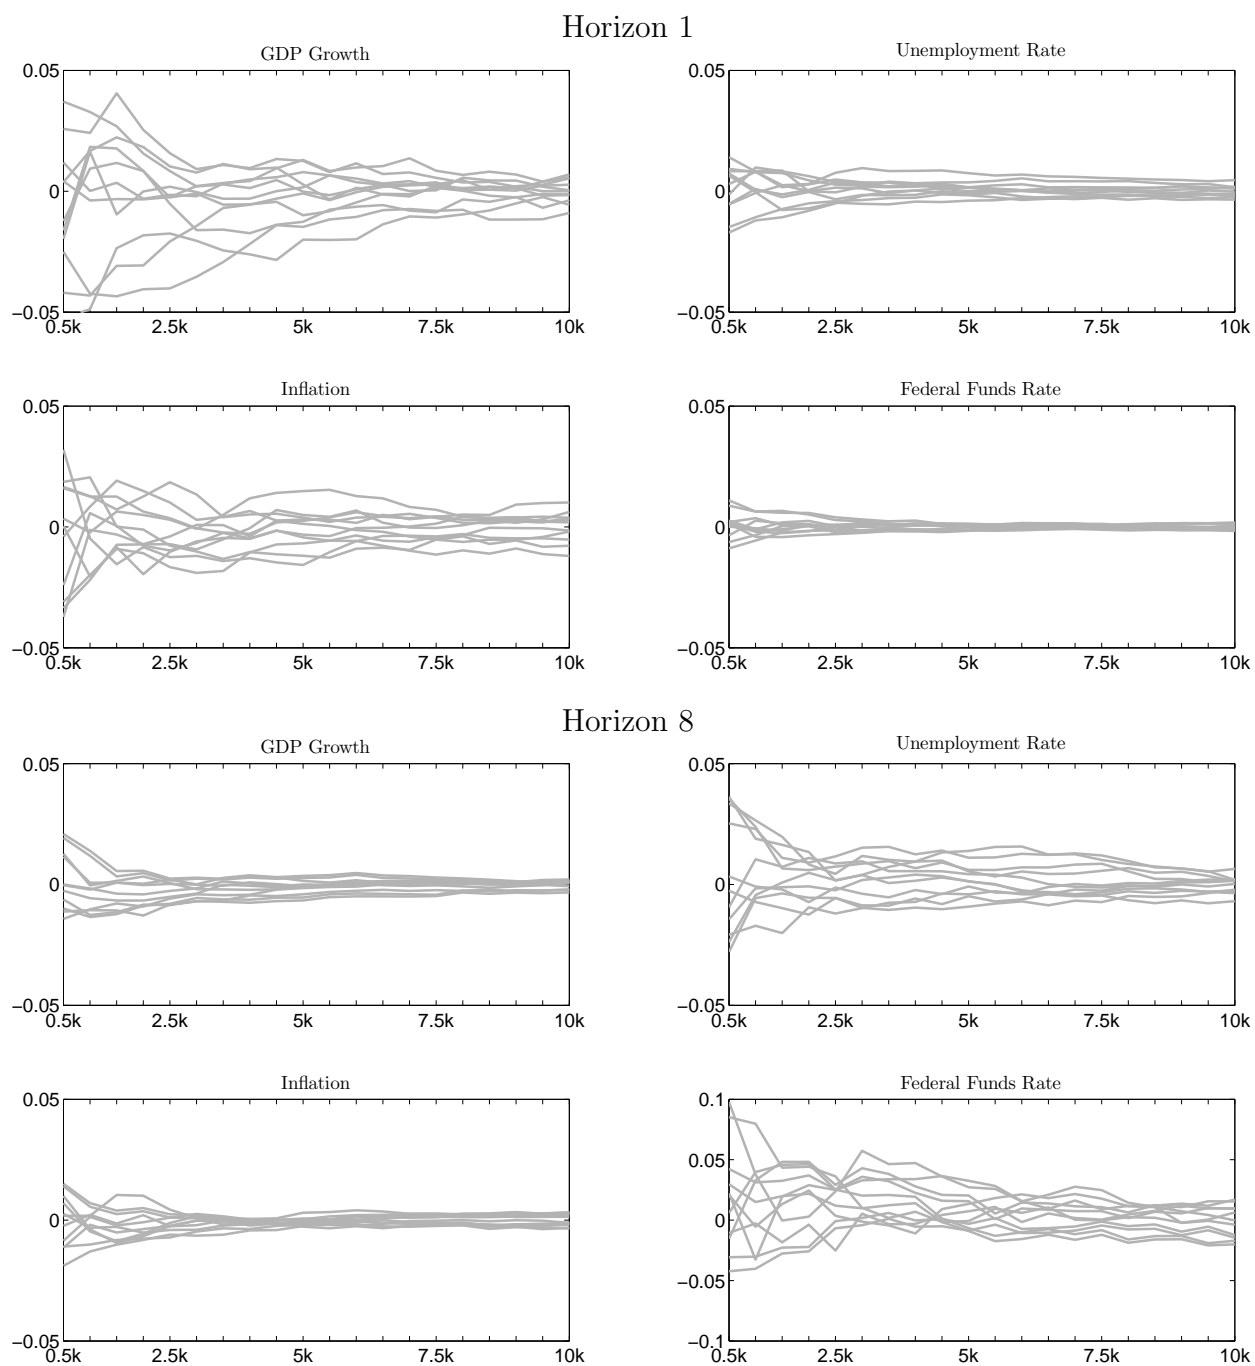 Horizon 1
GDP Growth
Unemployment Rate
0.05
0
−0.05
0.5k 2.5k 5k 7.5k 10k
0.05
0
−0.05
0.5k 2.5k 5k 7.5k 10k
Inflation
Federal Funds Rate
0.05
0
−0.05
0.5k 2.5k 5k 7.5k 10k
0.05
0
−0.05
0.5k 2.5k 5k 7.5k 10k
Horizon 8
GDP Growth
Unemployment Rate
0.05
0
−0.05
0.5k 2.5k 5k 7.5k 10k
0.05
0
−0.05
0.5k 2.5k 5k 7.5k 10k
Inflation
Federal Funds Rate
0.05
0
−0.05
0.5k 2.5k 5k 7.5k 10k
0.1
0.05
0
−0.05
−0.1
0.5k 2.5k 5k 7.5k 10k